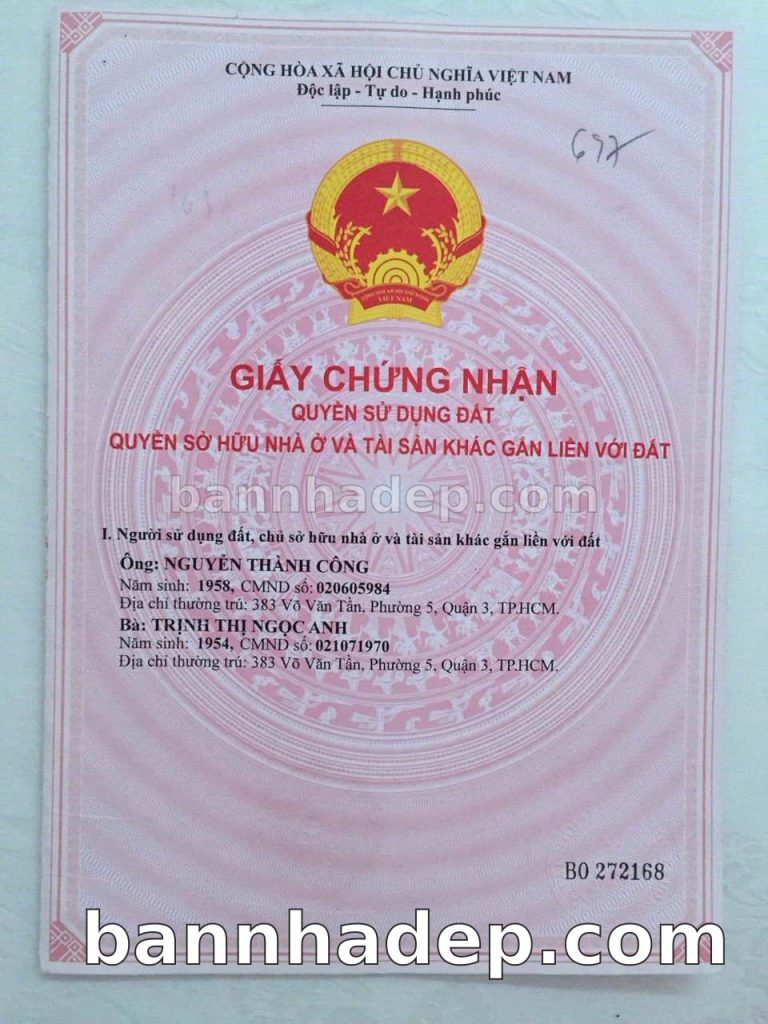 CỘNG HÒA XÃ HỘI CHỦ NGHĨA VIỆT NAM
Độc lập - Tự do - Hạnh phúc
697
VIỆT NAM
GIẤY CHỨNG NHẬN
QUYỀN SỬ DỤNG ĐẤT
QUYỀN SỞ HỮU NHÀ Ở VÀ TÀI SẢN KHÁC GẮN LIỀN VỚI ĐẤT
bannhadep.com
I. Người sử dụng đất, chủ sở hữu nhà ở và tài sản khác gắn liền với đất
Ông: NGUYỄN THÀNH CÔNG
Năm sinh: 1958, CMND số: 020605984
Địa chỉ thường trú: 383 Võ Văn Tần, Phường 5, Quận 3, TP.HCM.
Bà: TRỊNH THỊ NGỌC ANH
Năm sinh: 1954, CMND số: 021071970
Địa chỉ thường trú: 383 Võ Văn Tần, Phường 5, Quận 3, TP.HCM.
BO 272168
bannhadep.com